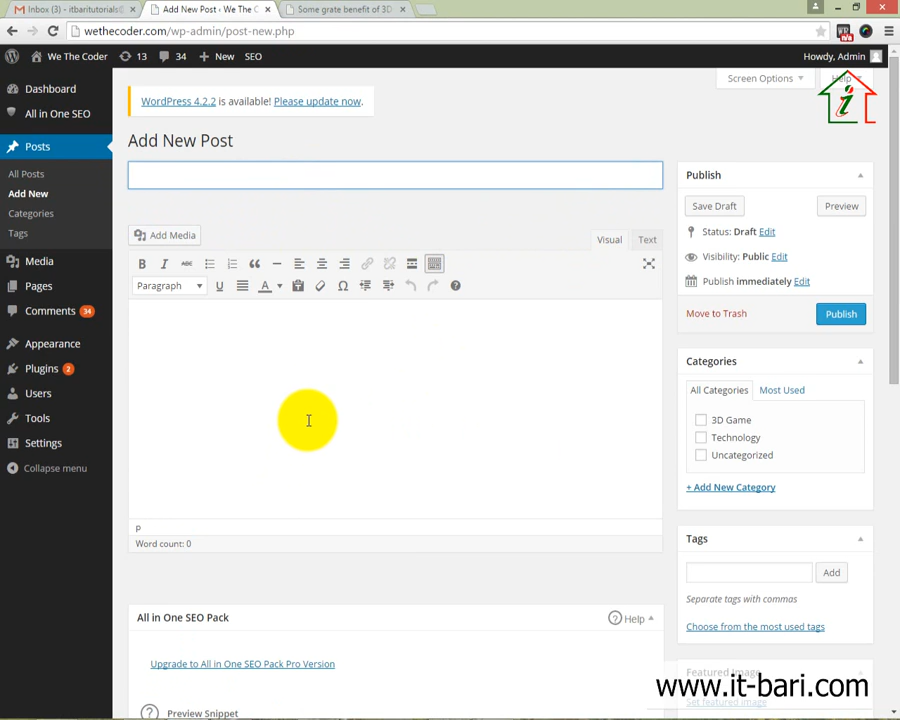 Inbox (3) - itbaritutorials@
Add New Post ‹ We The C
Some grate benefit of 3D
wethecoder.com/wp-admin/post-new.php
We The Coder 13 34 New SEO
Howdy, Admin
Screen Options
Help
Dashboard
All in One SEO
Posts
All Posts
Add New
Categories
Tags
Media
Pages
Comments 34
Appearance
Plugins 2
Users
Tools
Settings
Collapse menu
WordPress 4.2.2 is available! Please update now.
Add New Post
Add Media
Visual
Text
B I ABC
Paragraph U A
P
Word count: 0
All in One SEO Pack
Help
Upgrade to All in One SEO Pack Pro Version
Preview Snippet
Publish
Save Draft
Preview
Status: Draft Edit
Visibility: Public Edit
Publish immediately Edit
Move to Trash
Publish
Categories
All Categories
Most Used
3D Game
Technology
Uncategorized
+ Add New Category
Tags
Add
Separate tags with commas
Choose from the most used tags
Featured Image
Set featured image
www.it-bari.com